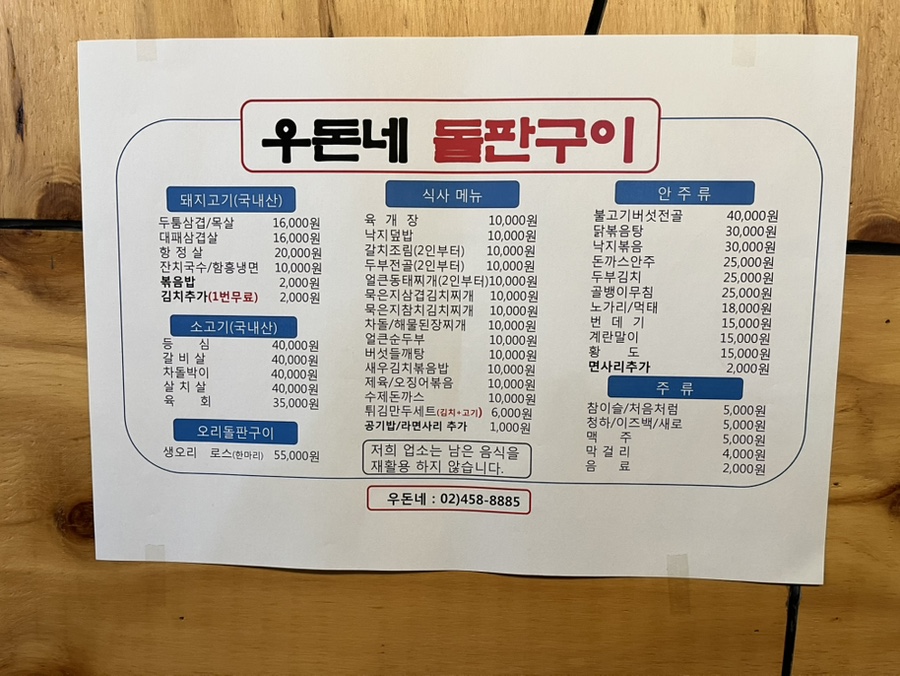 우돈네 돌판구이
돼지고기(국내산)
두툼삼겹/목살 16,000원
대패삼겹살 16,000원
항 정 살 20,000원
잔치국수/함흥냉면 10,000원
볶음밥 2,000원
김치추가(1번무료) 2,000원
소고기(국내산)
등 심 40,000원
갈 비 살 40,000원
차돌박이 40,000원
살 치 살 40,000원
육 회 35,000원
오리돌판구이
생오리 로스(한마리) 55,000원
식사 메뉴
육 개 장 10,000원
낙지덮밥 10,000원
갈치조림(2인부터) 10,000원
두부전골(2인부터) 10,000원
얼큰동태찌개(2인부터) 10,000원
묵은지삼겹김치찌개 10,000원
묵은지참치김치찌개 10,000원
차돌/해물된장찌개 10,000원
얼큰순두부 10,000원
버섯들깨탕 10,000원
새우김치볶음밥 10,000원
제육/오징어볶음 10,000원
수제돈까스 10,000원
튀김만두세트(김치+고기) 6,000원
공기밥/라면사리 추가 1,000원
저희 업소는 남은 음식을
재활용 하지 않습니다.
안 주 류
불고기버섯전골 40,000원
닭볶음탕 30,000원
낙지볶음 30,000원
돈까스안주 25,000원
두부김치 25,000원
골뱅이무침 25,000원
노가리/먹태 18,000원
번 데 기 15,000원
계란말이 15,000원
황 도 15,000원
면사리추가 2,000원
주 류
참이슬/처음처럼 5,000원
청하/이즈백/새로 5,000원
맥 주 5,000원
막 걸 리 4,000원
음 료 2,000원
우돈네 : 02)458-8885